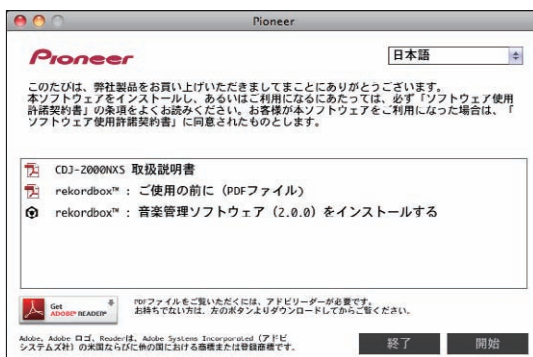 Pioneer
Pioneer
日本語
このたびは、弊社製品をお買い上げいただきましてまことにありがとうございます。
本ソフトウェアをインストールし、あるいはご利用になるにあたっては、必ず「ソフトウェア使用
許諾契約書」の条項をよくお読みください。お客様が本ソフトウェアをご利用になった場合は、「
ソフトウェア使用許諾契約書」に同意されたものとします。
CDJ-2000NXS 取扱説明書
rekordbox™ : ご使用の前に (PDFファイル)
rekordbox™ : 音楽管理ソフトウェア (2.0.0) をインストールする
Get
ADOBE® READER®
PDFファイルをご覧いただくには、アドビリーダーが必要です。
お持ちでない方は、左のボタンよりダウンロードしてからご覧ください。
Adobe、Adobe ロゴ、Readerは、Adobe Systems Incorporated (アドビ
システムズ社) の米国ならびに他の国における商標または登録商標です。
終了
開始